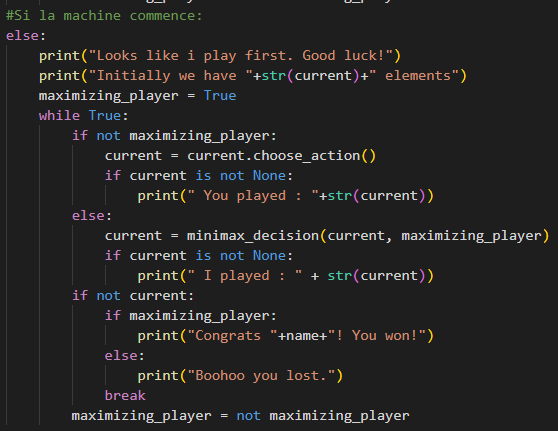 #Si la machine commence:
else:
    print("Looks like i play first. Good luck!")
    print("Initially we have "+str(current)+" elements")
    maximizing_player = True
    while True:
        if not maximizing_player:
            current = current.choose_action()
            if current is not None:
                print(" You played : "+str(current))
        else:
            current = minimax_decision(current, maximizing_player)
            if current is not None:
                print(" I played : " + str(current))
        if not current:
            if maximizing_player:
                print("Congrats "+name+"! You won!")
            else:
                print("Boohoo you lost.")
            break
        maximizing_player = not maximizing_player